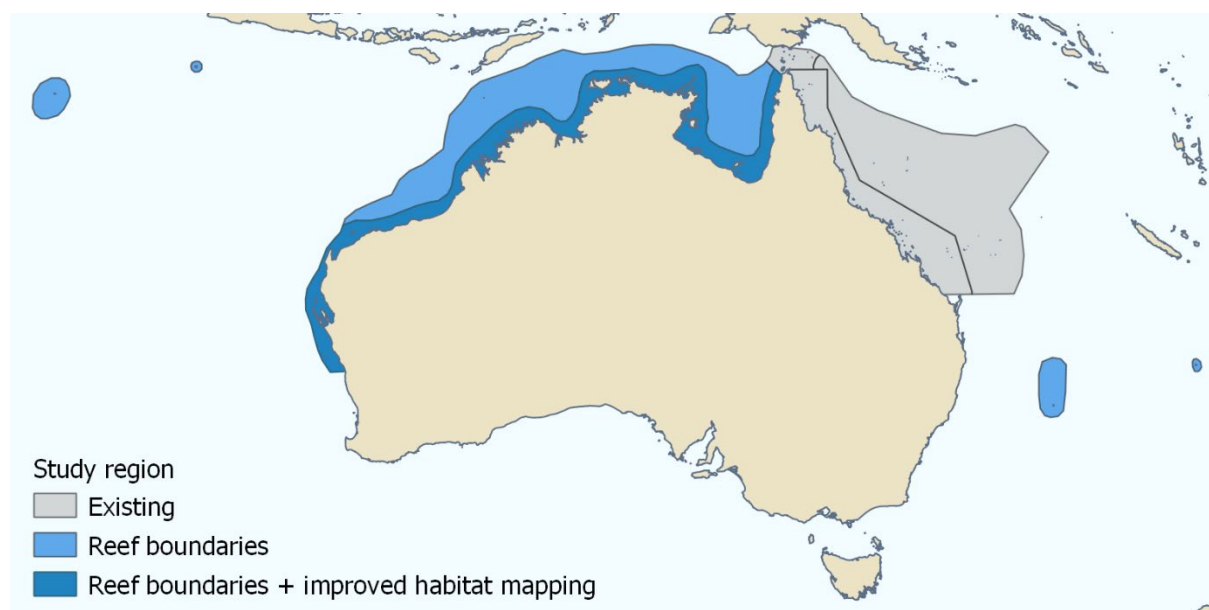 Study region
Existing
Reef boundaries
Reef boundaries + improved habitat mapping